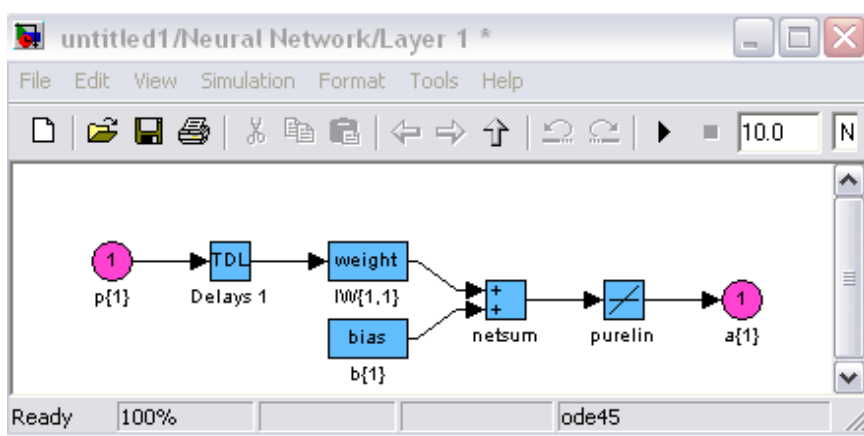 untitled1/Neural Network/Layer 1 *
File Edit View Simulation Format Tools Help
10.0 N
1 TDL weight + 1
p{1} Delays 1 IW{1,1} + netsum purelin a{1}
bias
b{1}
Ready 100% ode45